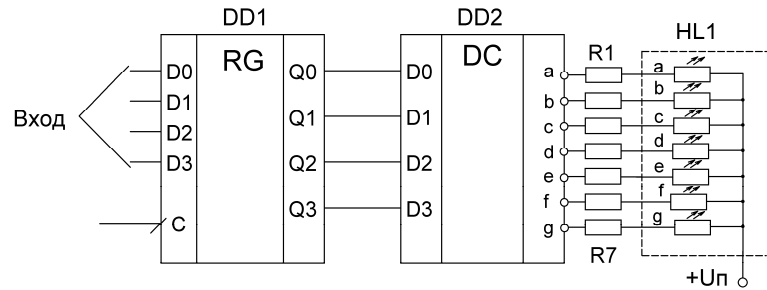 DD1
DD2
HL1
RG
DC
R1
Вход
D0
D1
D2
D3
C
Q0
Q1
Q2
Q3
D0
D1
D2
D3
a
b
c
d
e
f
g
a
b
c
d
e
f
g
R7
+Uп